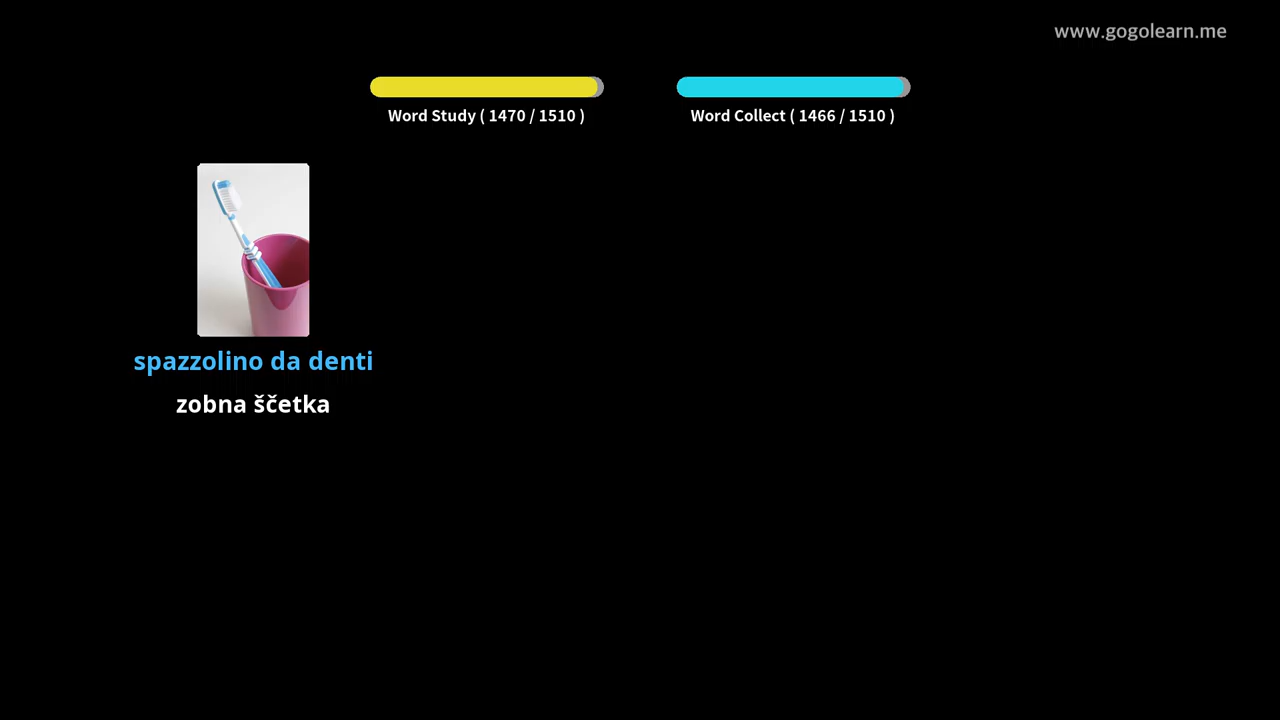 www.gogolearn.me
Word Study ( 1470 / 1510 )
Word Collect ( 1466 / 1510 )
spazzolino da denti
zobna ščetka